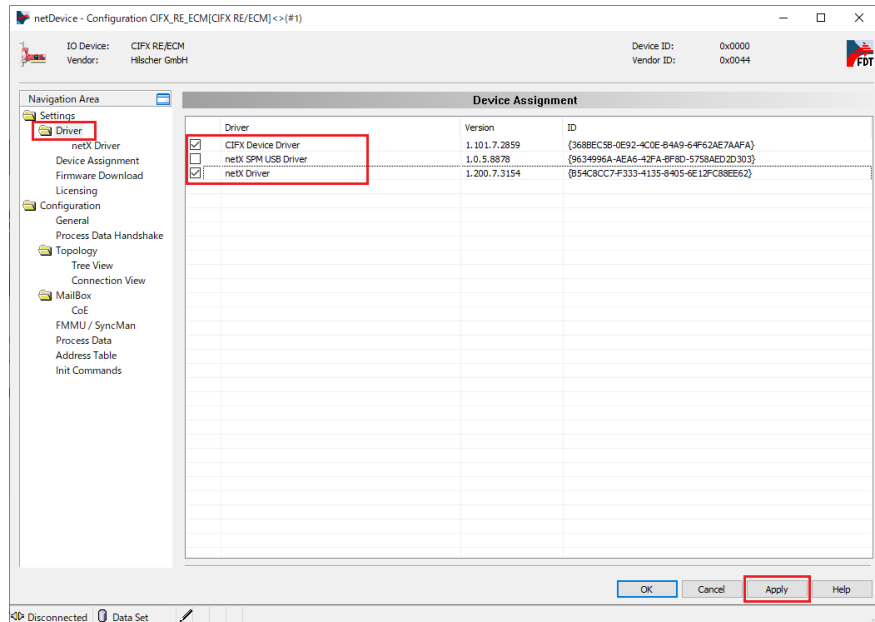 netDevice - Configuration CIFX_RE_ECM[CIFX RE/ECM]<>(#1)
IO Device: CIFX RE/ECM Device ID: 0x0000
Vendor: Hilscher GmbH Vendor ID: 0x0044
FDT
Navigation Area
Device Assignment
Settings
Driver
netX Driver
Device Assignment
Firmware Download
Licensing
Configuration
General
Process Data Handshake
Topology
Tree View
Connection View
MailBox
CoE
FMMU / SyncMan
Process Data
Address Table
Init Commands
Driver Version ID
CIFX Device Driver 1.101.7.2859 {368BEC5B-0E92-4C0E-B4A9-64F62AE7AAFA}
netX SPM USB Driver 1.0.5.8878 {9634996A-AEA6-42FA-BF8D-5758AED2D303}
netX Driver 1.200.7.3154 {B54C8CC7-F333-4135-8405-6E12FC88EE62}
OK Cancel Apply Help
Disconnected Data Set